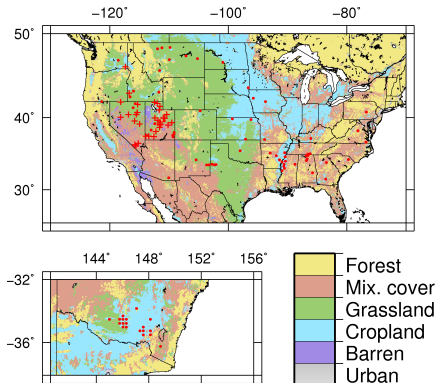 −120° −100° −80°
50°
40°
30°
144° 148° 152° 156°
−32°
−36°
Forest
Mix. cover
Grassland
Cropland
Barren
Urban